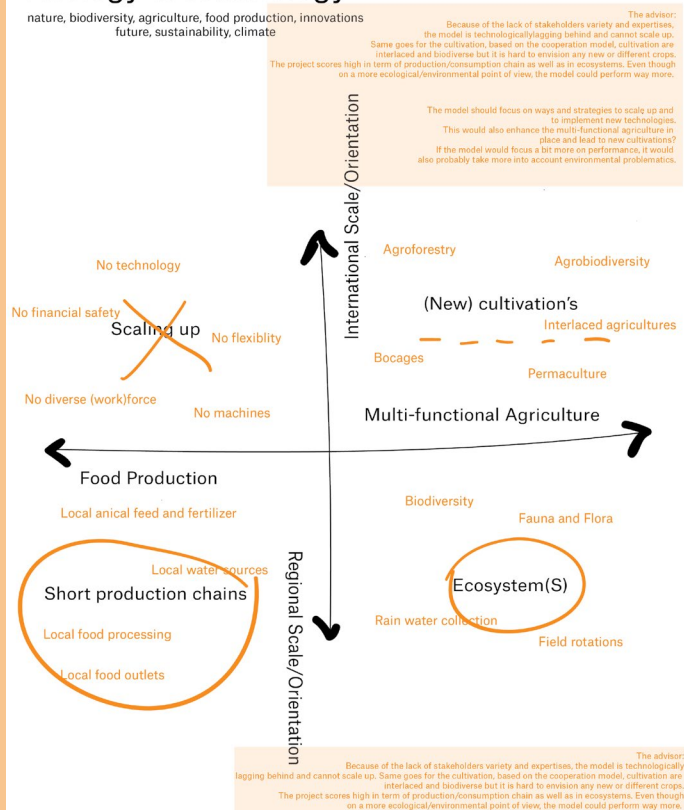 nature, biodiversity, agriculture, food production, innovations
future, sustainability, climate
The advisor:
Because of the lack of stakeholders variety and expertises,
the model is technologicallylagging behind and cannot scale up.
Same goes for the cultivation, based on the cooperation model, cultivation are
interlaced and biodiverse but it is hard to envision any new or different crops.
The project scores high in term of production/consumption chain as well as in ecosystems. Even though
on a more ecological/environmental point of view, the model could perform way more.
The model should focus on ways and strategies to scale up and
to implement new technologies.
This would also enhance the multi-functional agriculture in
place and lead to new cultivations?
If the model would focus a bit more on performance, it would
also probably take more into account environmental problematics.
International Scale/Orientation
No technology
No financial safety
Scaling up
No flexiblity
No diverse (work)force
No machines
Agroforestry
Agrobiodiversity
(New) cultivation's
Interlaced agricultures
Bocages
Permaculture
Multi-functional Agriculture
Food Production
Local anical feed and fertilizer
Local water sources
Short production chains
Local food processing
Local food outlets
Regional Scale/Orientation
Biodiversity
Fauna and Flora
Ecosystem(S)
Rain water collection
Field rotations
The advisor:
Because of the lack of stakeholders variety and expertises, the model is technologically
lagging behind and cannot scale up. Same goes for the cultivation, based on the cooperation model, cultivation are
interlaced and biodiverse but it is hard to envision any new or different crops.
The project scores high in term of production/consumption chain as well as in ecosystems. Even though
on a more ecological/environmental point of view, the model could perform way more.